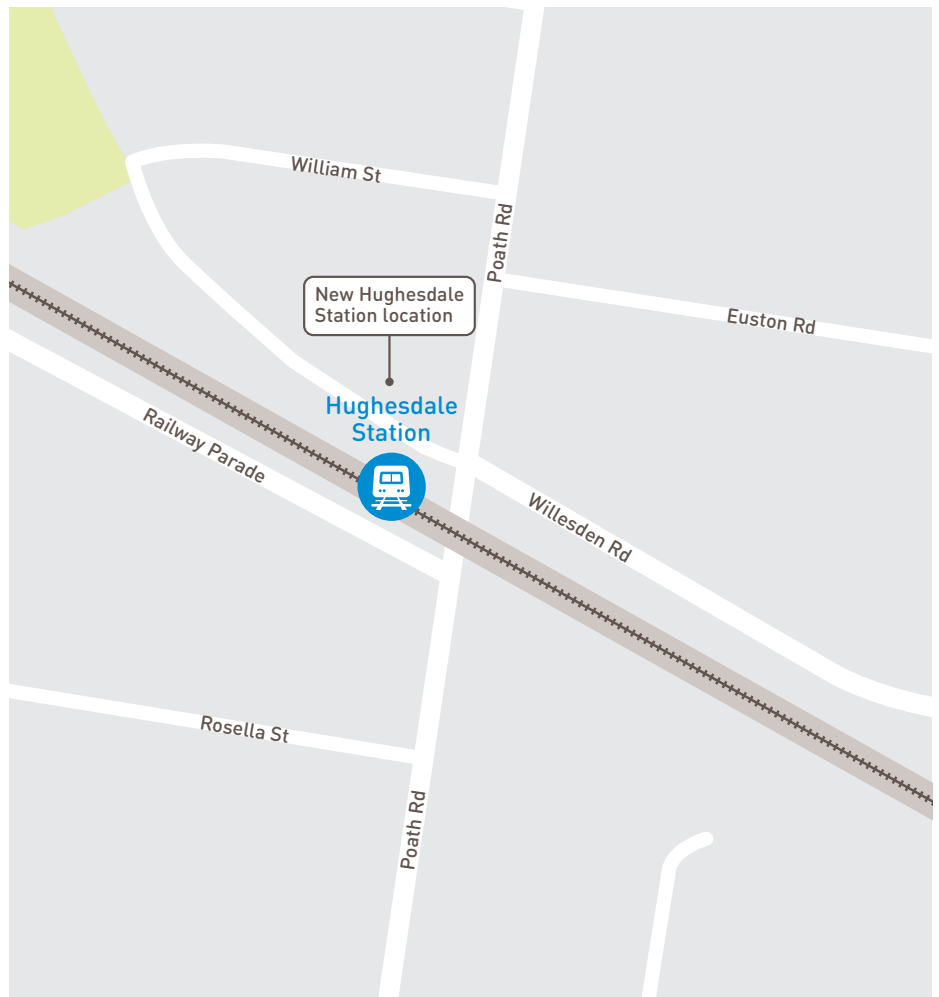 William St
Poath Rd
New Hughesdale
Station location
Euston Rd
Hughesdale
Station
Railway Parade
Willesden Rd
Rosella St
Poath Rd